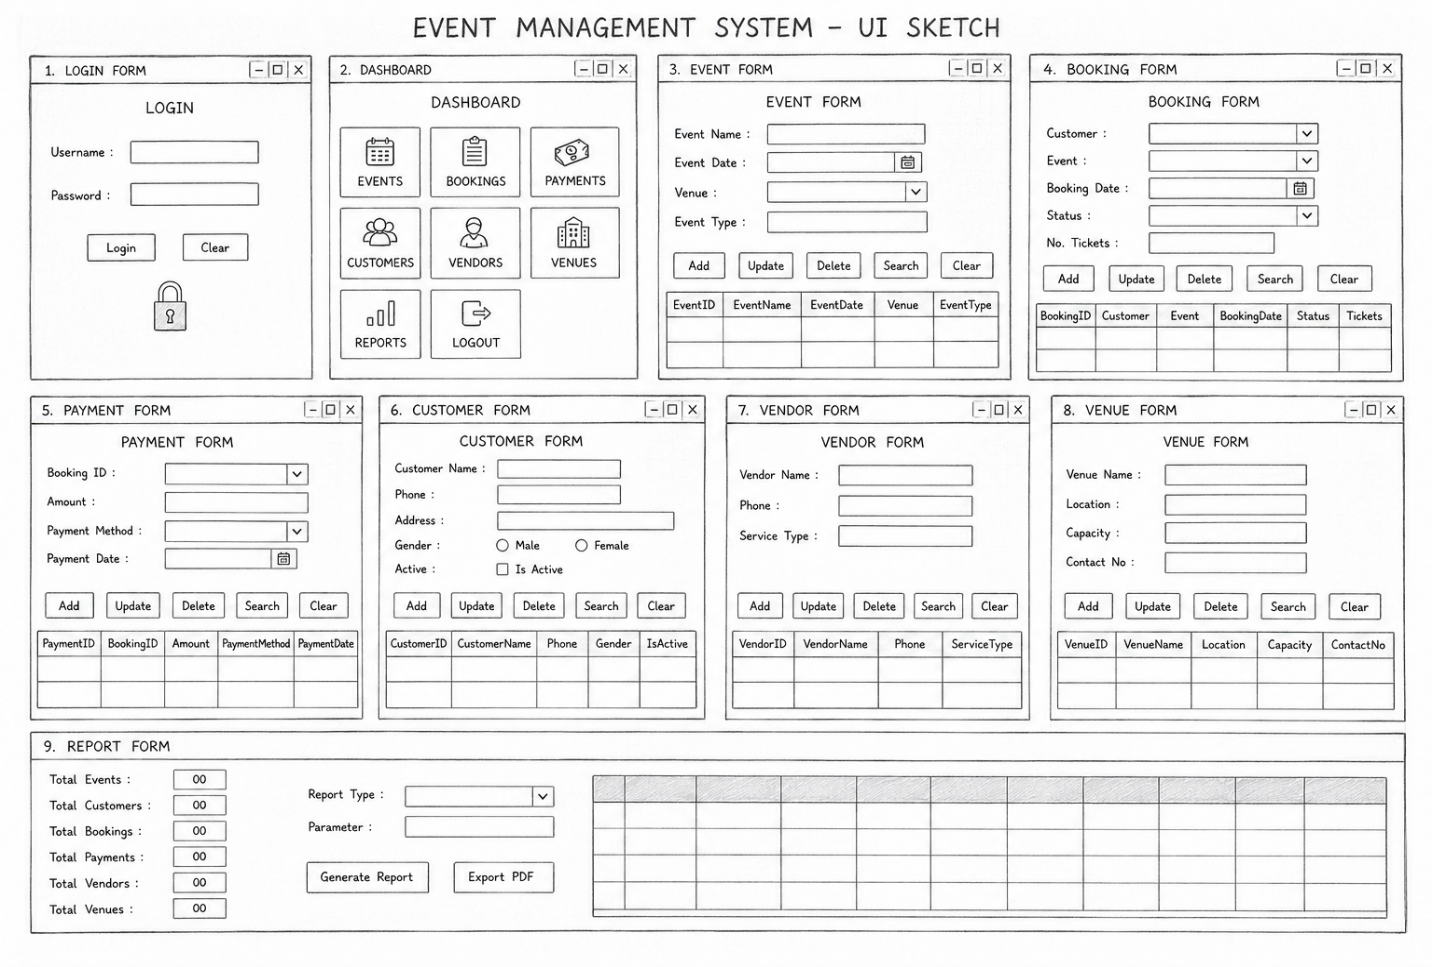 EVENT MANAGEMENT SYSTEM – UI SKETCH
1. LOGIN FORM
LOGIN
Username :
Password :
Login Clear
2. DASHBOARD
DASHBOARD
EVENTS BOOKINGS PAYMENTS
CUSTOMERS VENDORS VENUES
REPORTS LOGOUT
3. EVENT FORM
EVENT FORM
Event Name :
Event Date :
Venue :
Event Type :
Add Update Delete Search Clear
EventID EventName EventDate Venue EventType
4. BOOKING FORM
BOOKING FORM
Customer :
Event :
Booking Date :
Status :
No. Tickets :
Add Update Delete Search Clear
BookingID Customer Event BookingDate Status Tickets
5. PAYMENT FORM
PAYMENT FORM
Booking ID :
Amount :
Payment Method :
Payment Date :
Add Update Delete Search Clear
PaymentID BookingID Amount PaymentMethod PaymentDate
6. CUSTOMER FORM
CUSTOMER FORM
Customer Name :
Phone :
Address :
Gender : Male Female
Active : Is Active
Add Update Delete Search Clear
CustomerID CustomerName Phone Gender IsActive
7. VENDOR FORM
VENDOR FORM
Vendor Name :
Phone :
Service Type :
Add Update Delete Search Clear
VendorID VendorName Phone ServiceType
8. VENUE FORM
VENUE FORM
Venue Name :
Location :
Capacity :
Contact No :
Add Update Delete Search Clear
VenueID VenueName Location Capacity ContactNo
9. REPORT FORM
Total Events : 00
Total Customers : 00
Total Bookings : 00
Total Payments : 00
Total Vendors : 00
Total Venues : 00
Report Type :
Parameter :
Generate Report Export PDF